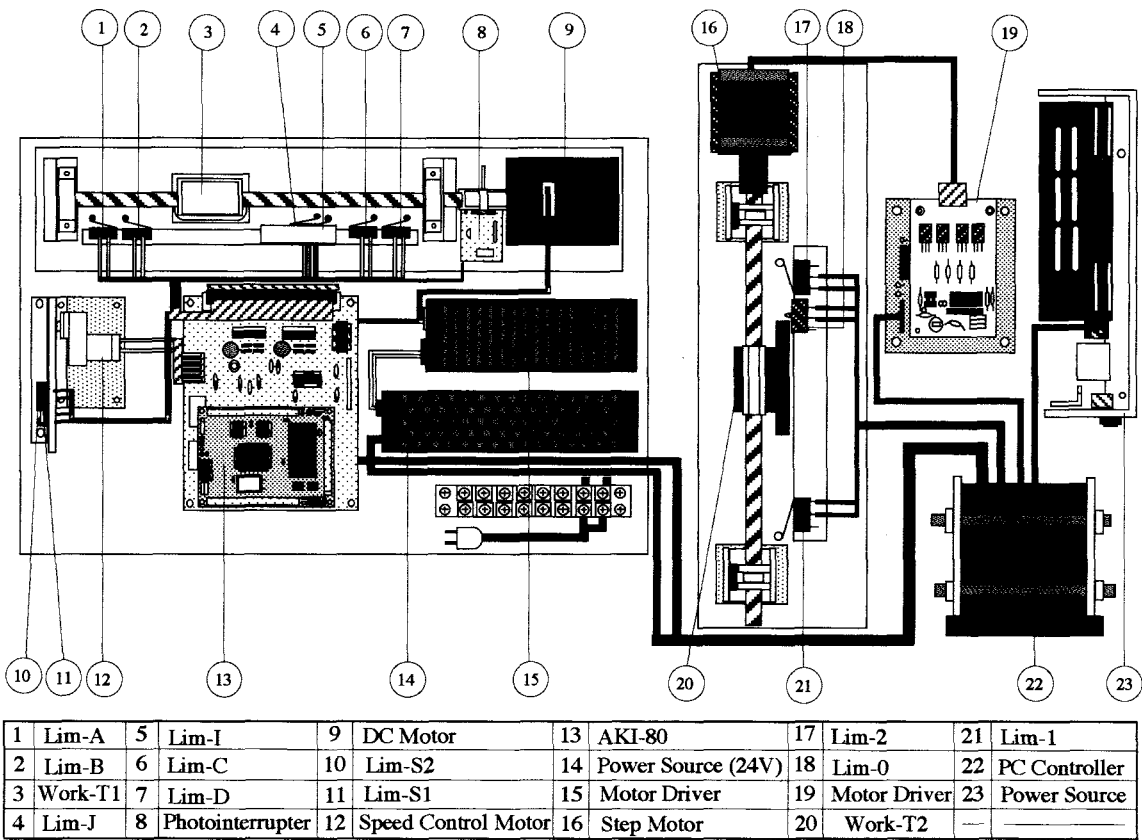 1 2 3 4 5 6 7 8 9 16 17 18 19
10 11 12 13 14 15 20 21 22 23
1 Lim-A 5 Lim-I 9 DC Motor 13 AKI-80 17 Lim-2 21 Lim-1
2 Lim-B 6 Lim-C 10 Lim-S2 14 Power Source (24V) 18 Lim-0 22 PC Controller
3 Work-T1 7 Lim-D 11 Lim-S1 15 Motor Driver 19 Motor Driver 23 Power Source
4 Lim-J 8 Photointerrupter 12 Speed Control Motor 16 Step Motor 20 Work-T2